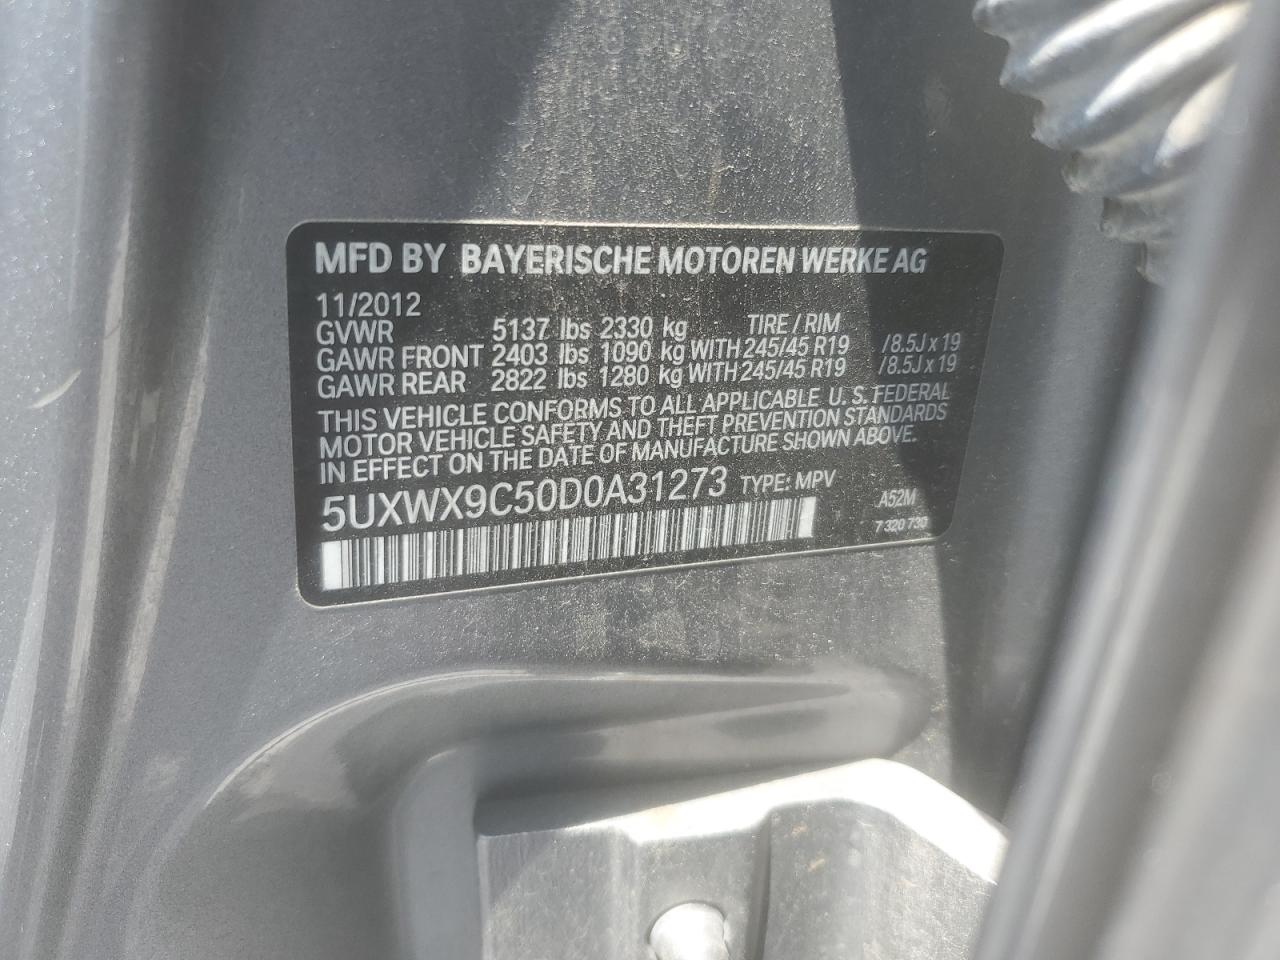 MFD BY BAYERISCHE MOTOREN WERKE AG
11/2012
GVWR 5137 lbs 2330 kg TIRE / RIM
GAWR FRONT 2403 lbs 1090 kg WITH 245/45 R19 /8.5J x 19
GAWR REAR 2822 lbs 1280 kg WITH 245/45 R19 /8.5J x 19
THIS VEHICLE CONFORMS TO ALL APPLICABLE U.S. FEDERAL
MOTOR VEHICLE SAFETY AND THEFT PREVENTION STANDARDS
IN EFFECT ON THE DATE OF MANUFACTURE SHOWN ABOVE.
5UXWX9C50D0A31273 TYPE: MPV
A52M
7 320 730